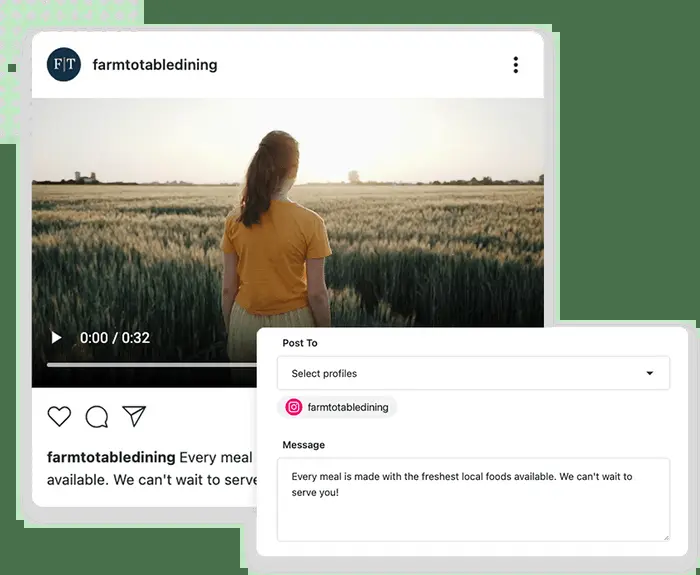 F|T farmtotabledining
0:00 / 0:32
farmtotabledining Every meal
available. We can't wait to serve
Post To
Select profiles
farmtotabledining
Message
Every meal is made with the freshest local foods available. We can't wait to
serve you!